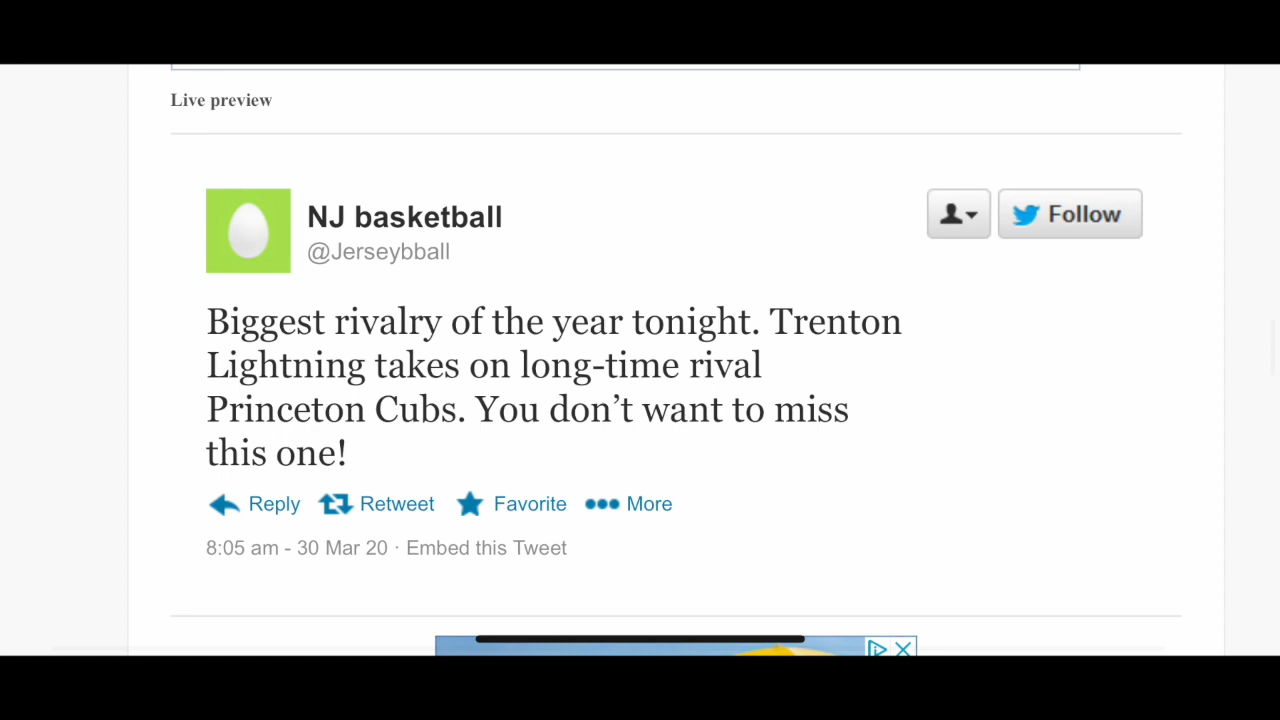 Live preview
NJ basketball
@Jerseybball
Follow
Biggest rivalry of the year tonight. Trenton
Lightning takes on long-time rival
Princeton Cubs. You don’t want to miss
this one!
Reply Retweet Favorite More
8:05 am - 30 Mar 20 · Embed this Tweet